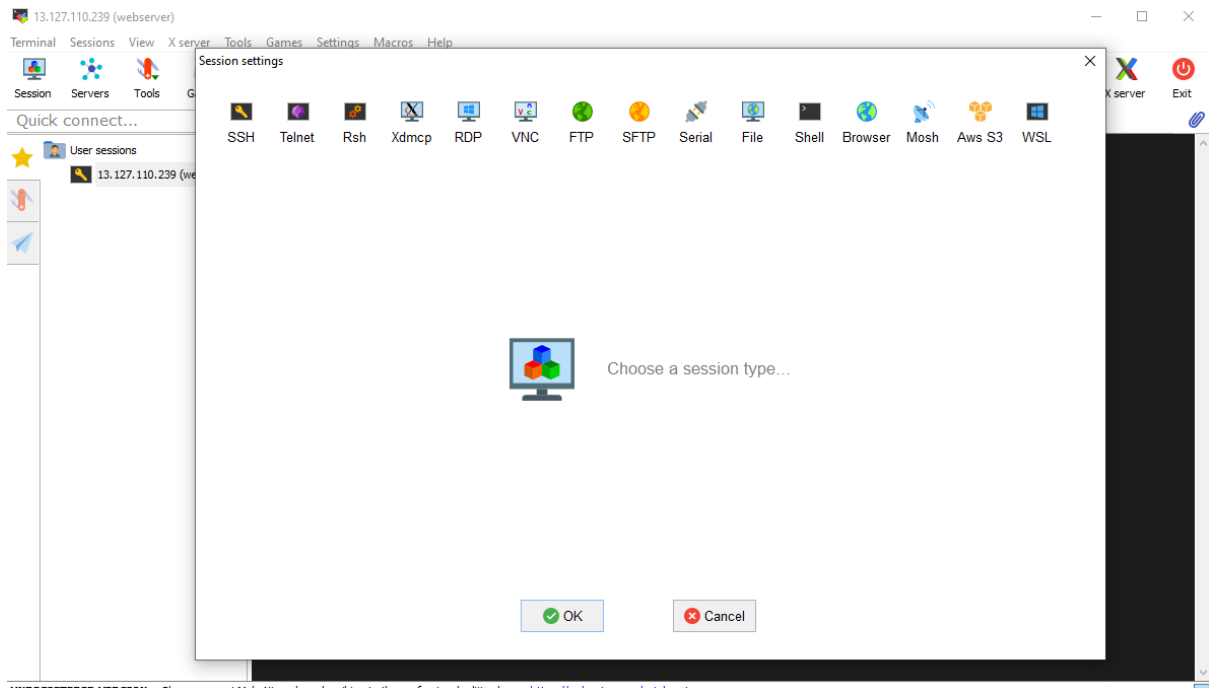 13.127.110.239 (webserver)
Terminal Sessions View X server Tools Games Settings Macros Help
Session settings
Session Servers Tools X server Exit
Quick connect...
SSH Telnet Rsh Xdmcp RDP VNC FTP SFTP Serial File Shell Browser Mosh Aws S3 WSL
User sessions
13.127.110.239 (we
Choose a session type...
OK Cancel